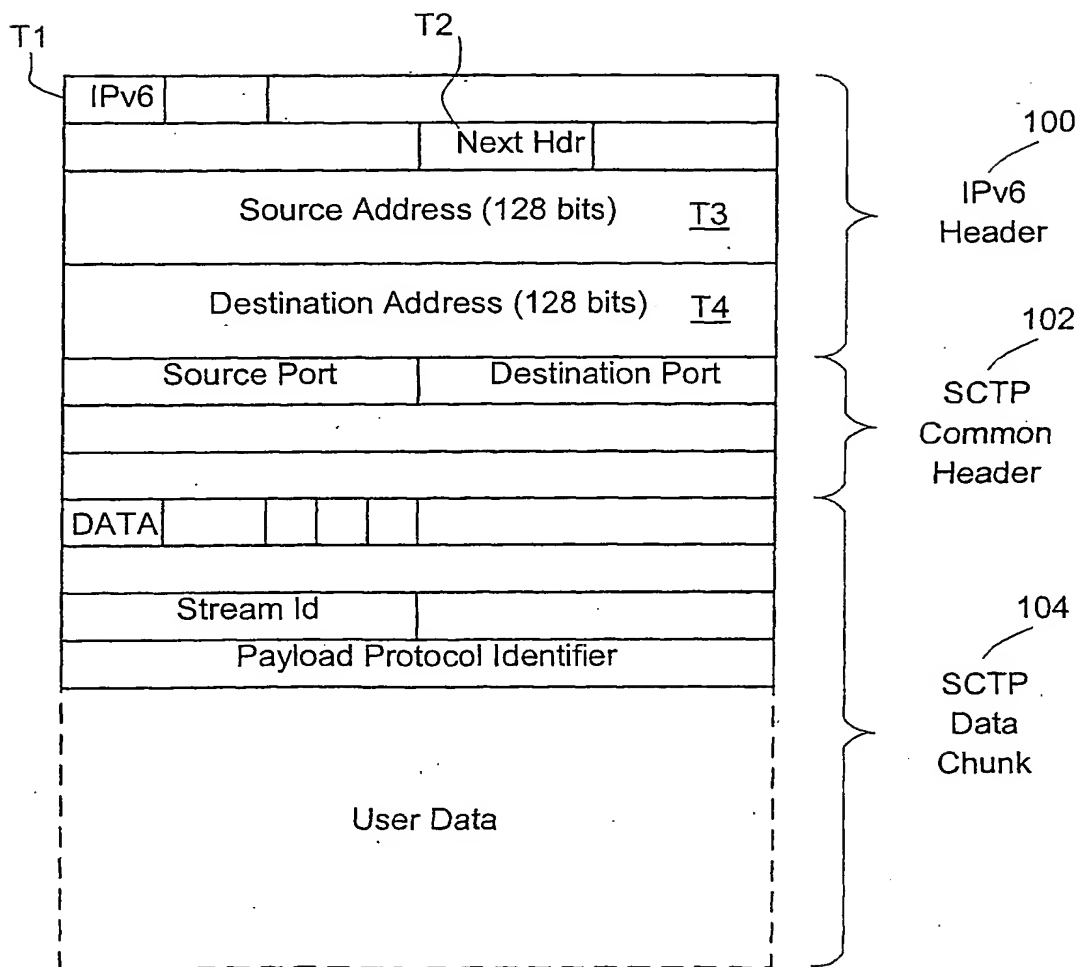 T1
T2
IPv6
Next Hdr
Source Address (128 bits) T3
Destination Address (128 bits) T4
Source Port Destination Port
DATA
Stream Id
Payload Protocol Identifier
User Data
100
IPv6
Header
102
SCTP
Common
Header
104
SCTP
Data
Chunk